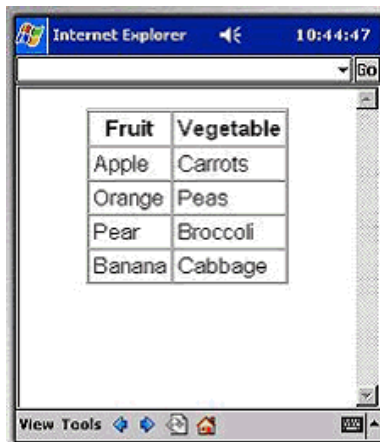 Internet Explorer 10:44:47
Go
Fruit Vegetable
Apple Carrots
Orange Peas
Pear Broccoli
Banana Cabbage
View Tools